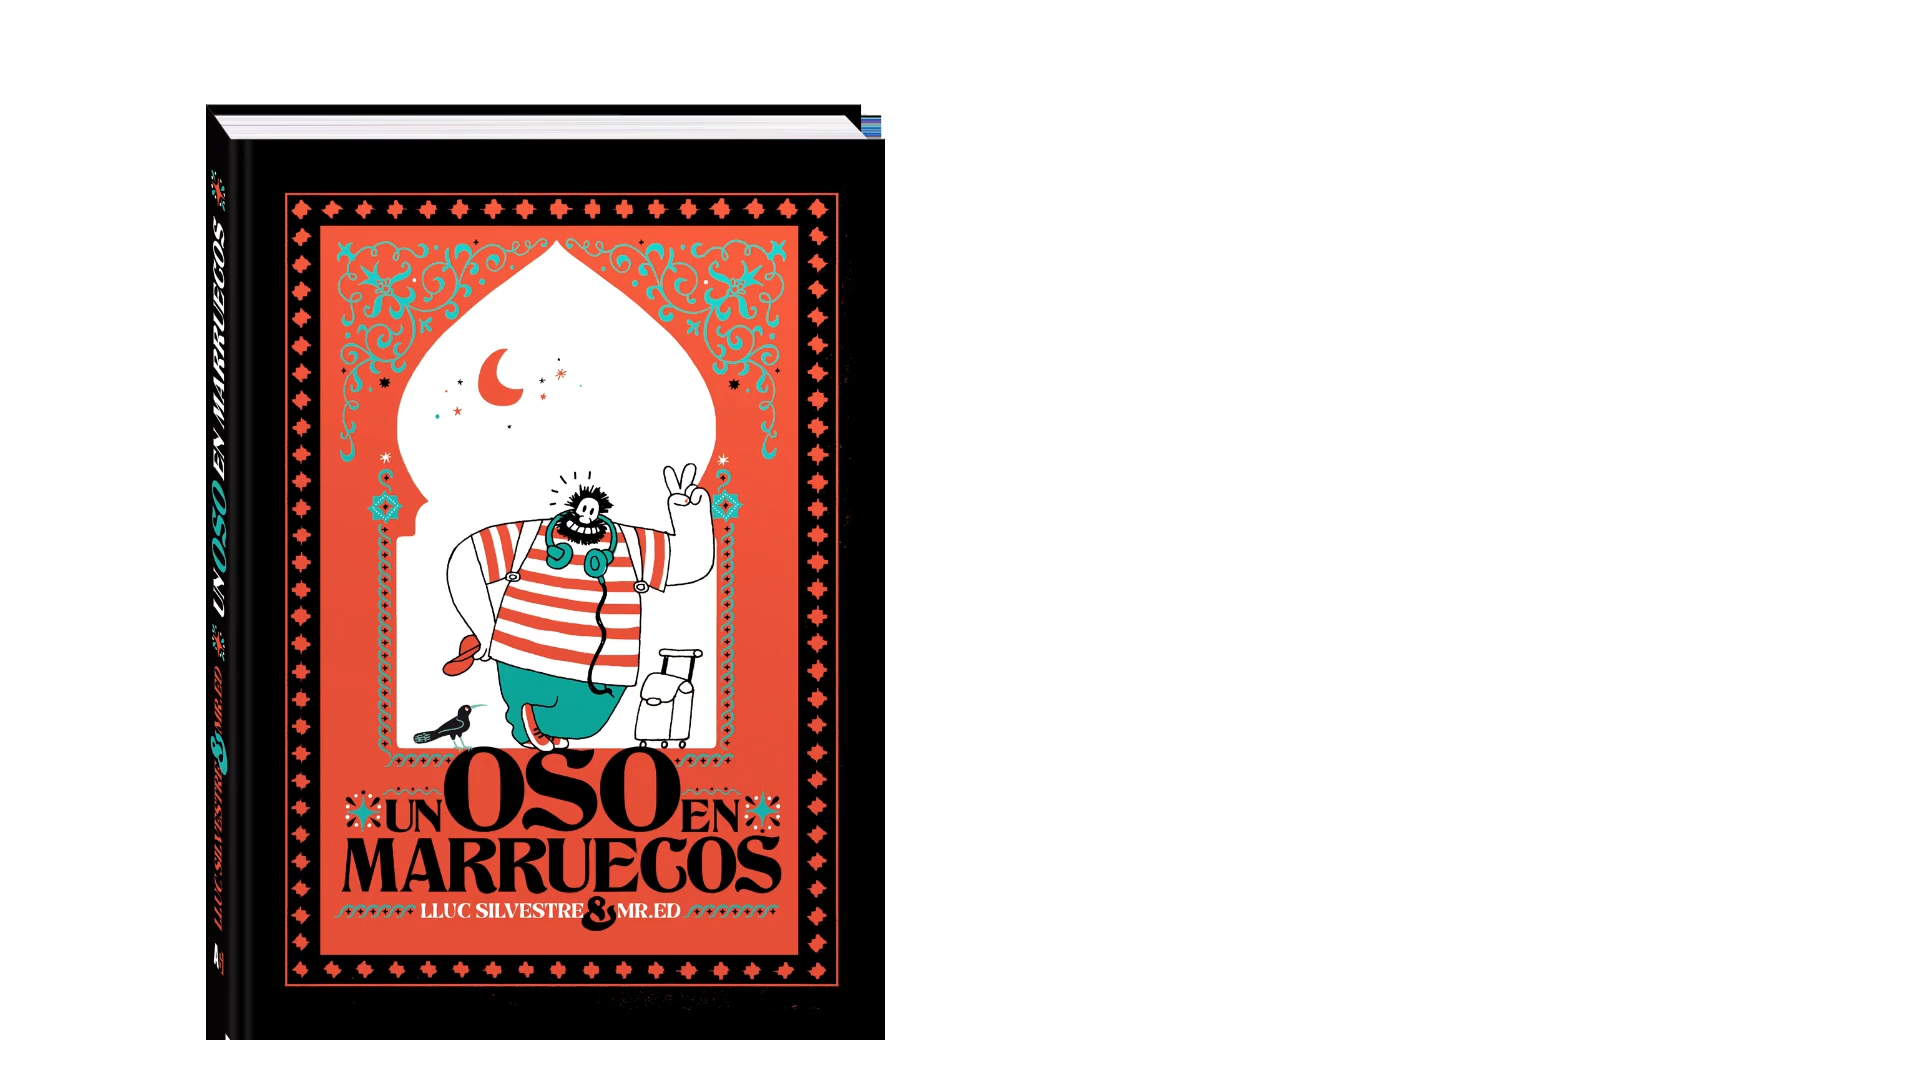 UN OSO EN MARRUECOS
LLUC SILVESTRE & MR.ED
UN OSO EN
MARRUECOS
LLUC SILVESTRE & MR.ED